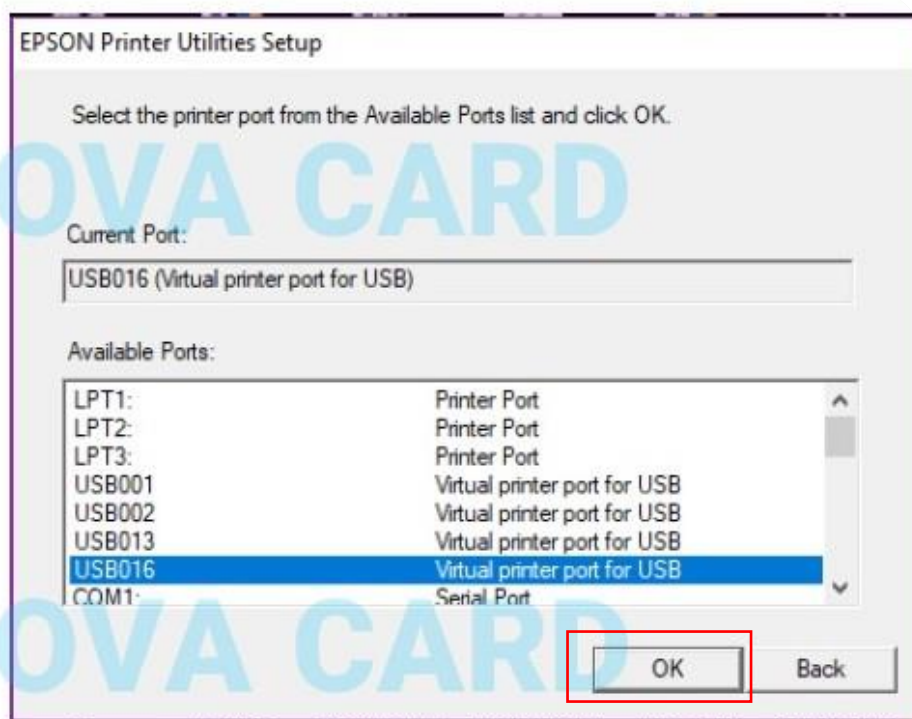 EPSON Printer Utilities Setup
Select the printer port from the Available Ports list and click OK.
OVA CARD
Current Port:
USB016 (Virtual printer port for USB)
Available Ports:
LPT1: Printer Port
LPT2: Printer Port
LPT3: Printer Port
USB001 Virtual printer port for USB
USB002 Virtual printer port for USB
USB013 Virtual printer port for USB
USB016 Virtual printer port for USB
COM1: Serial Port
OVA CARD
OK Back